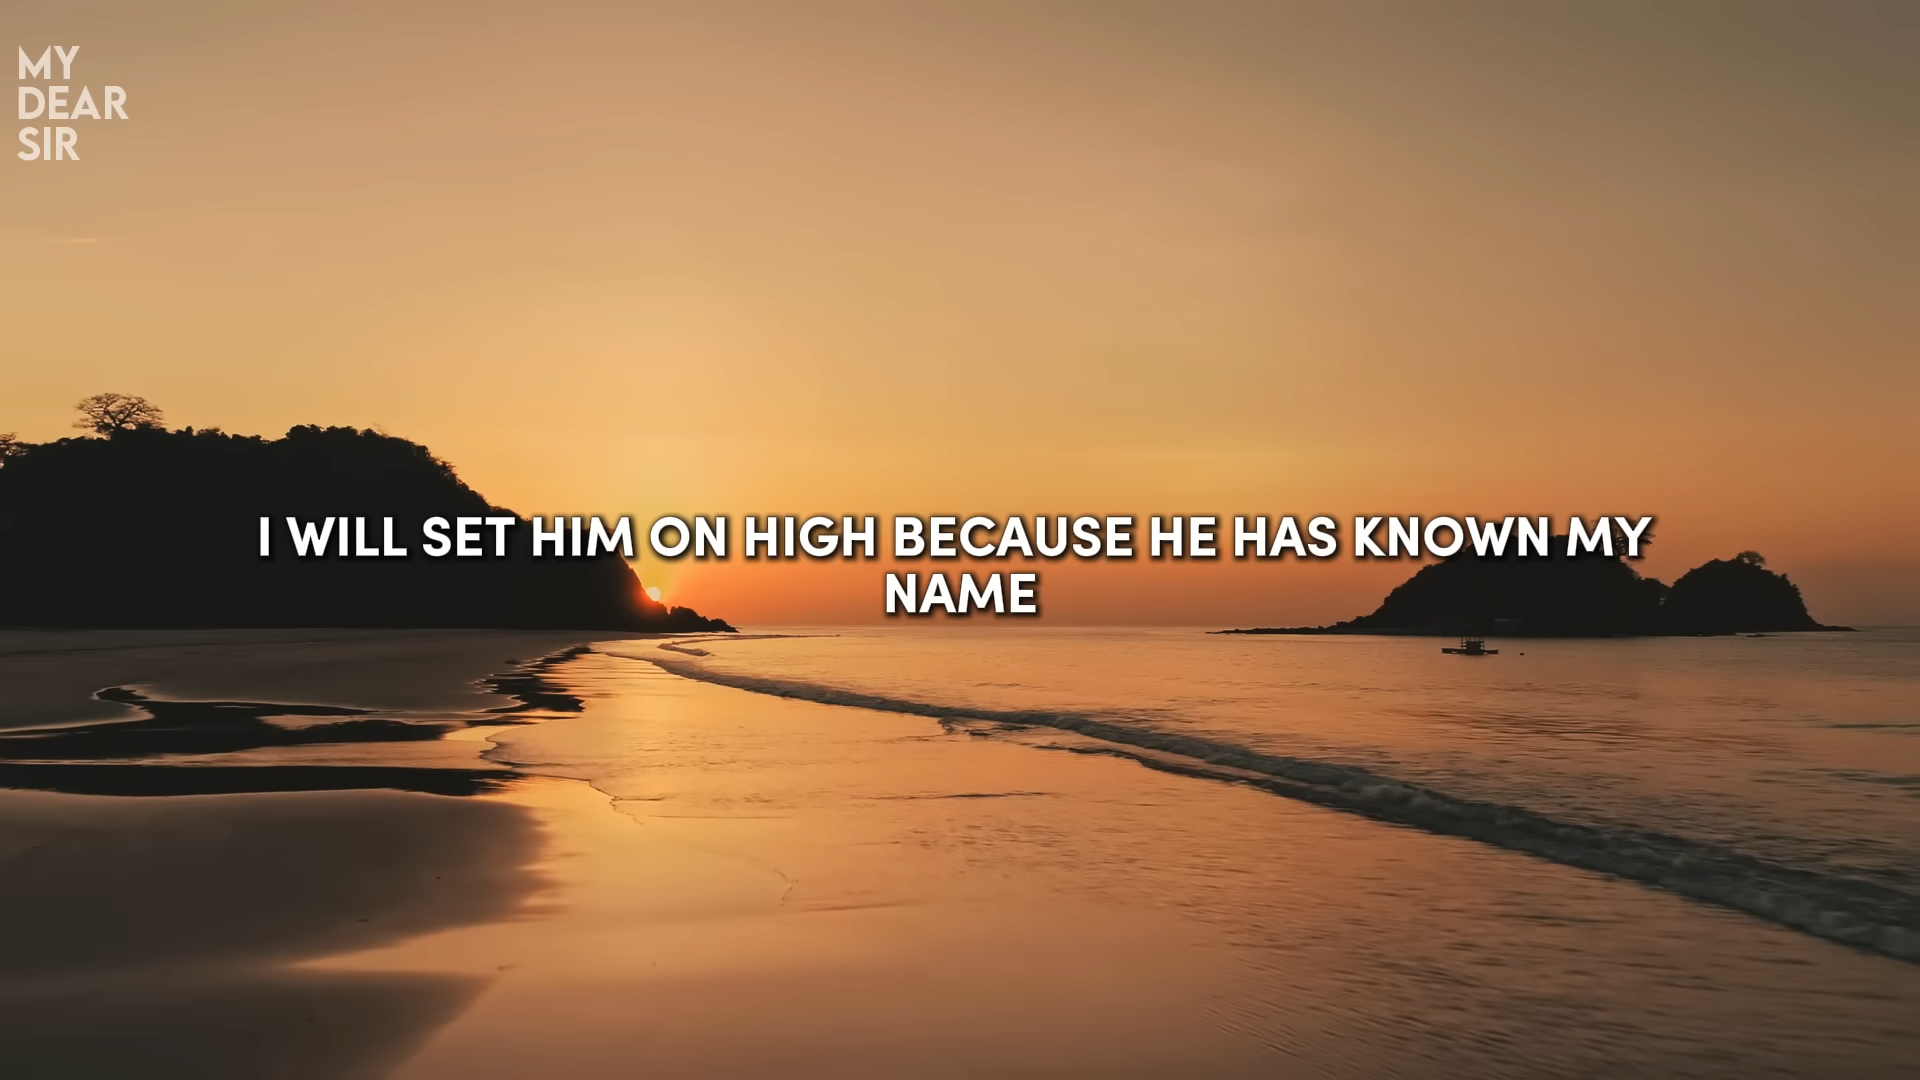 MY
DEAR
SIR
I WILL SET HIM ON HIGH BECAUSE HE HAS KNOWN MY
NAME